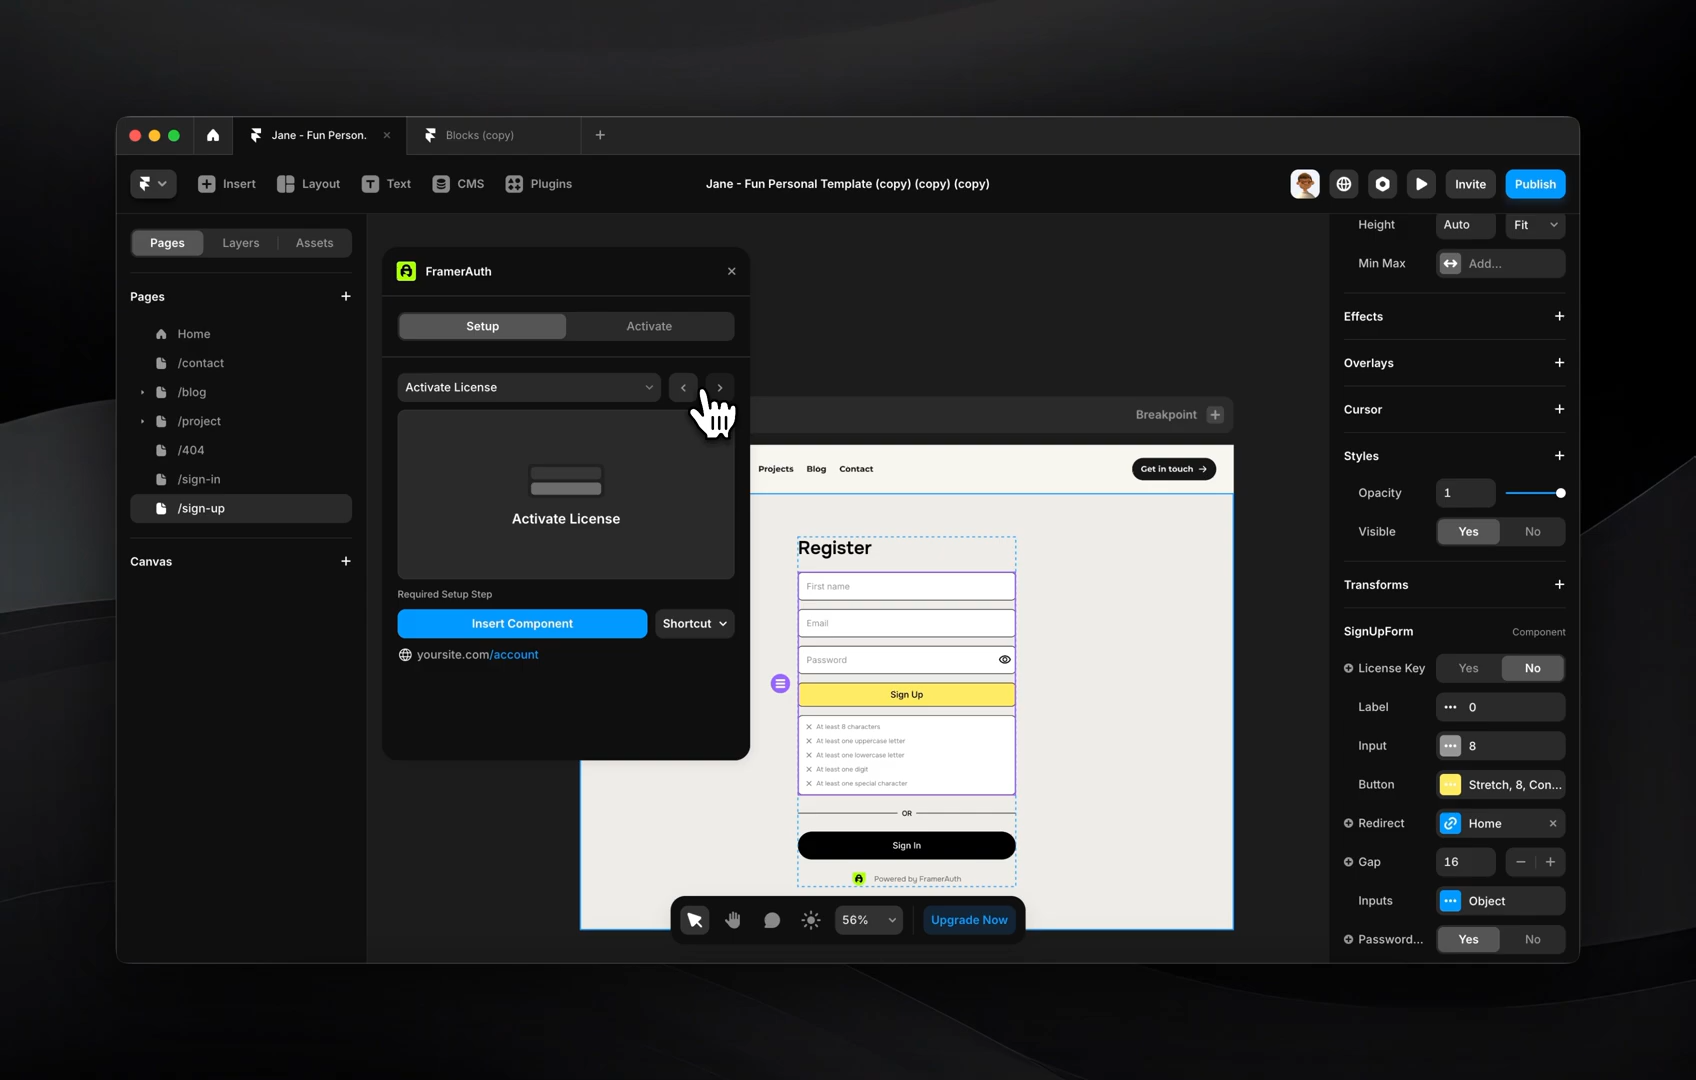 Jane - Fun Person.
Blocks (copy)
Insert
Layout
Text
CMS
Plugins
Jane - Fun Personal Template (copy) (copy) (copy)
Invite
Publish
Pages
Layers
Assets
Pages
Home
/contact
/blog
/project
/404
/sign-in
/sign-up
Canvas
FramerAuth
Setup
Activate
Activate License
Activate License
Required Setup Step
Insert Component
Shortcut
yoursite.com/account
Breakpoint
Projects
Blog
Contact
Get in touch
Register
First name
Email
Password
Sign Up
At least 8 characters
At least one uppercase letter
At least one lowercase letter
At least one digit
At least one special character
OR
Sign In
Powered by FramerAuth
56%
Upgrade Now
Height
Auto
Fit
Min Max
Add...
Effects
Overlays
Cursor
Styles
Opacity
1
Visible
Yes
No
Transforms
SignUpForm
Component
License Key
Yes
No
Label
0
Input
8
Button
Stretch, 8, Con...
Redirect
Home
Gap
16
Inputs
Object
Password...
Yes
No